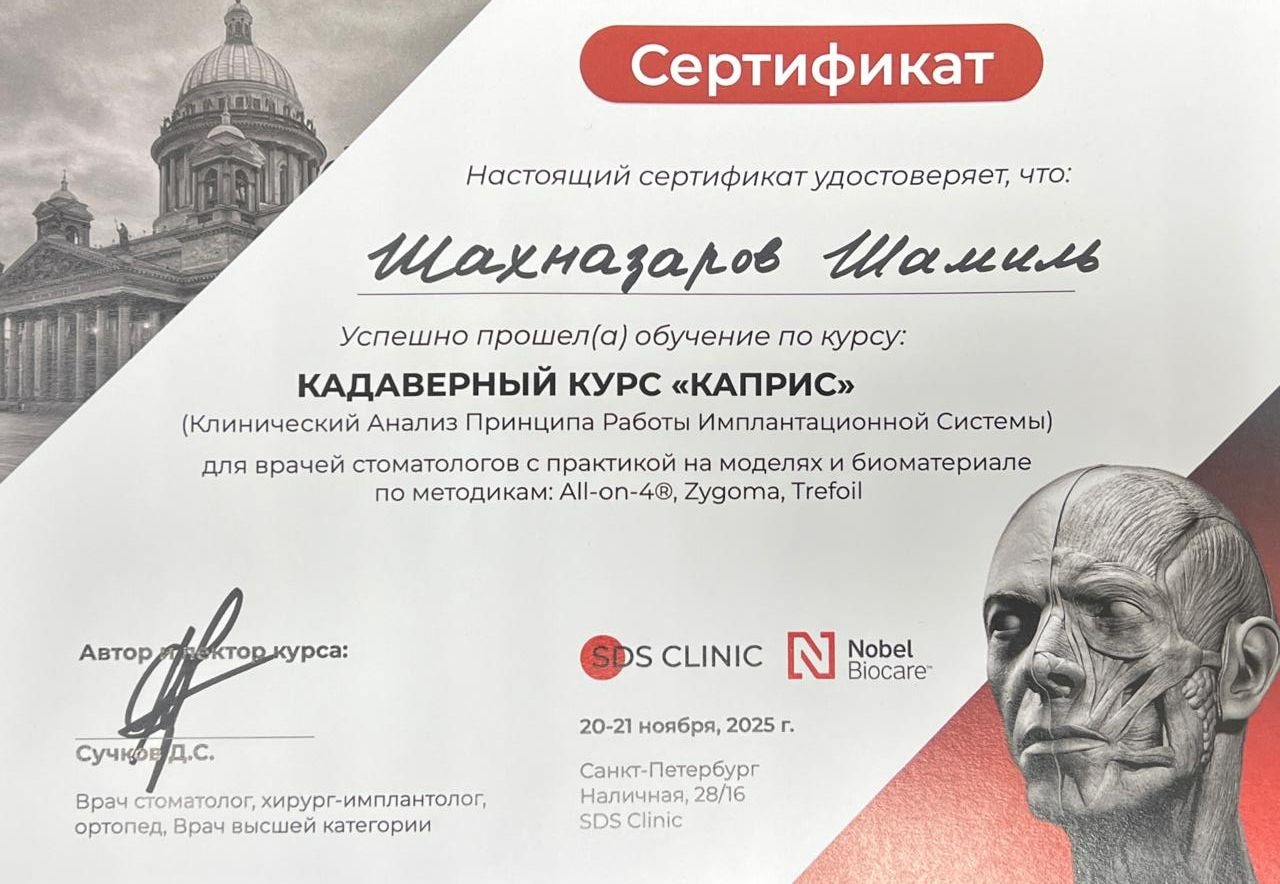 Сертификат
Настоящий сертификат удостоверяет, что:
Шахназаров Шамиль
Успешно прошел(а) обучение по курсу:
КАДАВЕРНЫЙ КУРС «КАПРИС»
(Клинический Анализ Принципа Работы Имплантационной Системы)
для врачей стоматологов с практикой на моделях и биоматериале
по методикам: All-on-4®, Zygoma, Trefoil
Автор и лектор курса:
Сучков Д.С.
Врач стоматолог, хирург-имплантолог,
ортопед, Врач высшей категории
SDS CLINIC
Nobel
Biocare™
20-21 ноября, 2025 г.
Санкт-Петербург
Наличная, 28/16
SDS Clinic